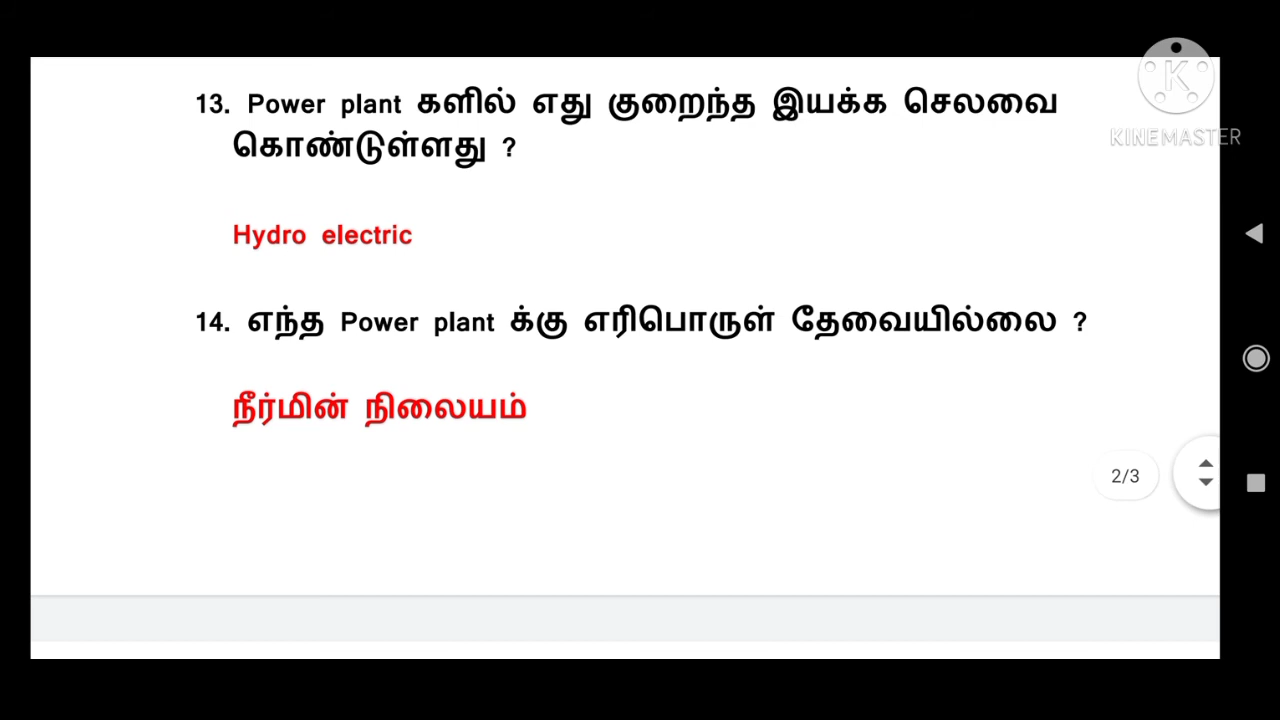 13. Power plant களில் எது குறைந்த இயக்க செலவை
கொண்டுள்ளது ?
Hydro electric
14. எந்த Power plant க்கு எரிபொருள் தேவையில்லை ?
நீர்மின் நிலையம்
2/3
K
KINEMASTER